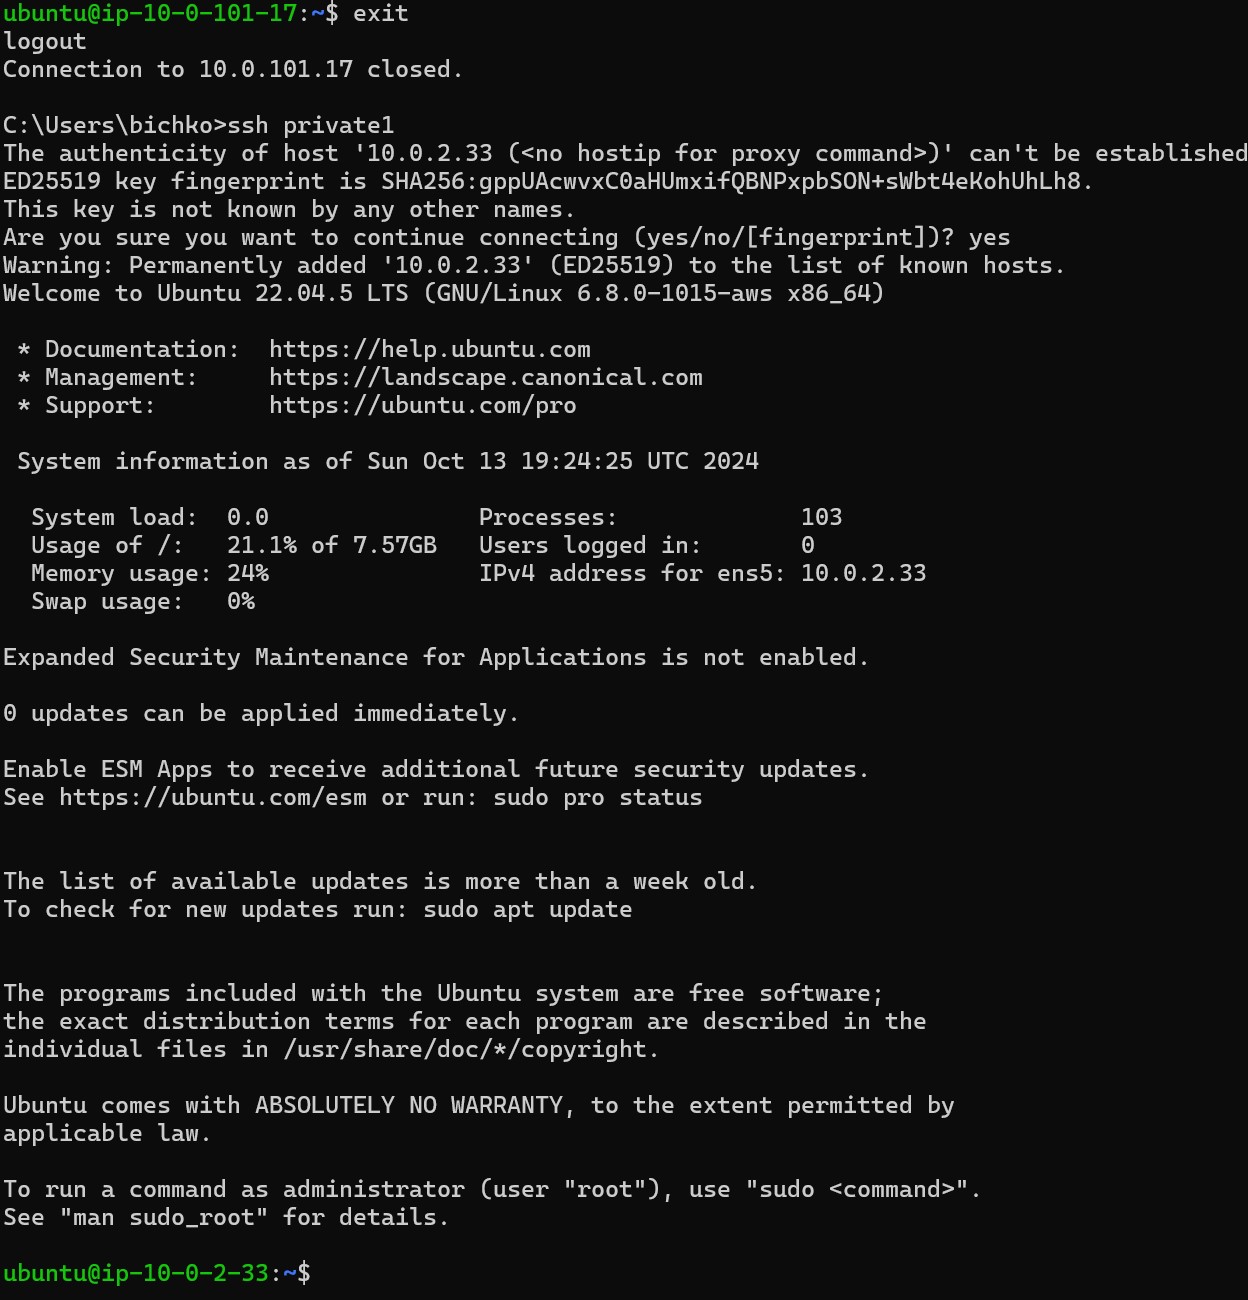 ubuntu@ip-10-0-101-17:~$ exit
logout
Connection to 10.0.101.17 closed.
C:\Users\bichko>ssh private1
The authenticity of host '10.0.2.33 (<no hostip for proxy command>)' can't be established
ED25519 key fingerprint is SHA256:gppUAcwvxC0aHUmxifQBNPxpbSON+sWbt4eKohUhLh8.
This key is not known by any other names.
Are you sure you want to continue connecting (yes/no/[fingerprint])? yes
Warning: Permanently added '10.0.2.33' (ED25519) to the list of known hosts.
Welcome to Ubuntu 22.04.5 LTS (GNU/Linux 6.8.0-1015-aws x86_64)
* Documentation:  https://help.ubuntu.com
* Management:     https://landscape.canonical.com
* Support:        https://ubuntu.com/pro
System information as of Sun Oct 13 19:24:25 UTC 2024
System load:  0.0               Processes:             103
Usage of /:   21.1% of 7.57GB   Users logged in:       0
Memory usage: 24%               IPv4 address for ens5: 10.0.2.33
Swap usage:   0%
Expanded Security Maintenance for Applications is not enabled.
0 updates can be applied immediately.
Enable ESM Apps to receive additional future security updates.
See https://ubuntu.com/esm or run: sudo pro status
The list of available updates is more than a week old.
To check for new updates run: sudo apt update
The programs included with the Ubuntu system are free software;
the exact distribution terms for each program are described in the
individual files in /usr/share/doc/*/copyright.
Ubuntu comes with ABSOLUTELY NO WARRANTY, to the extent permitted by
applicable law.
To run a command as administrator (user "root"), use "sudo <command>".
See "man sudo_root" for details.
ubuntu@ip-10-0-2-33:~$